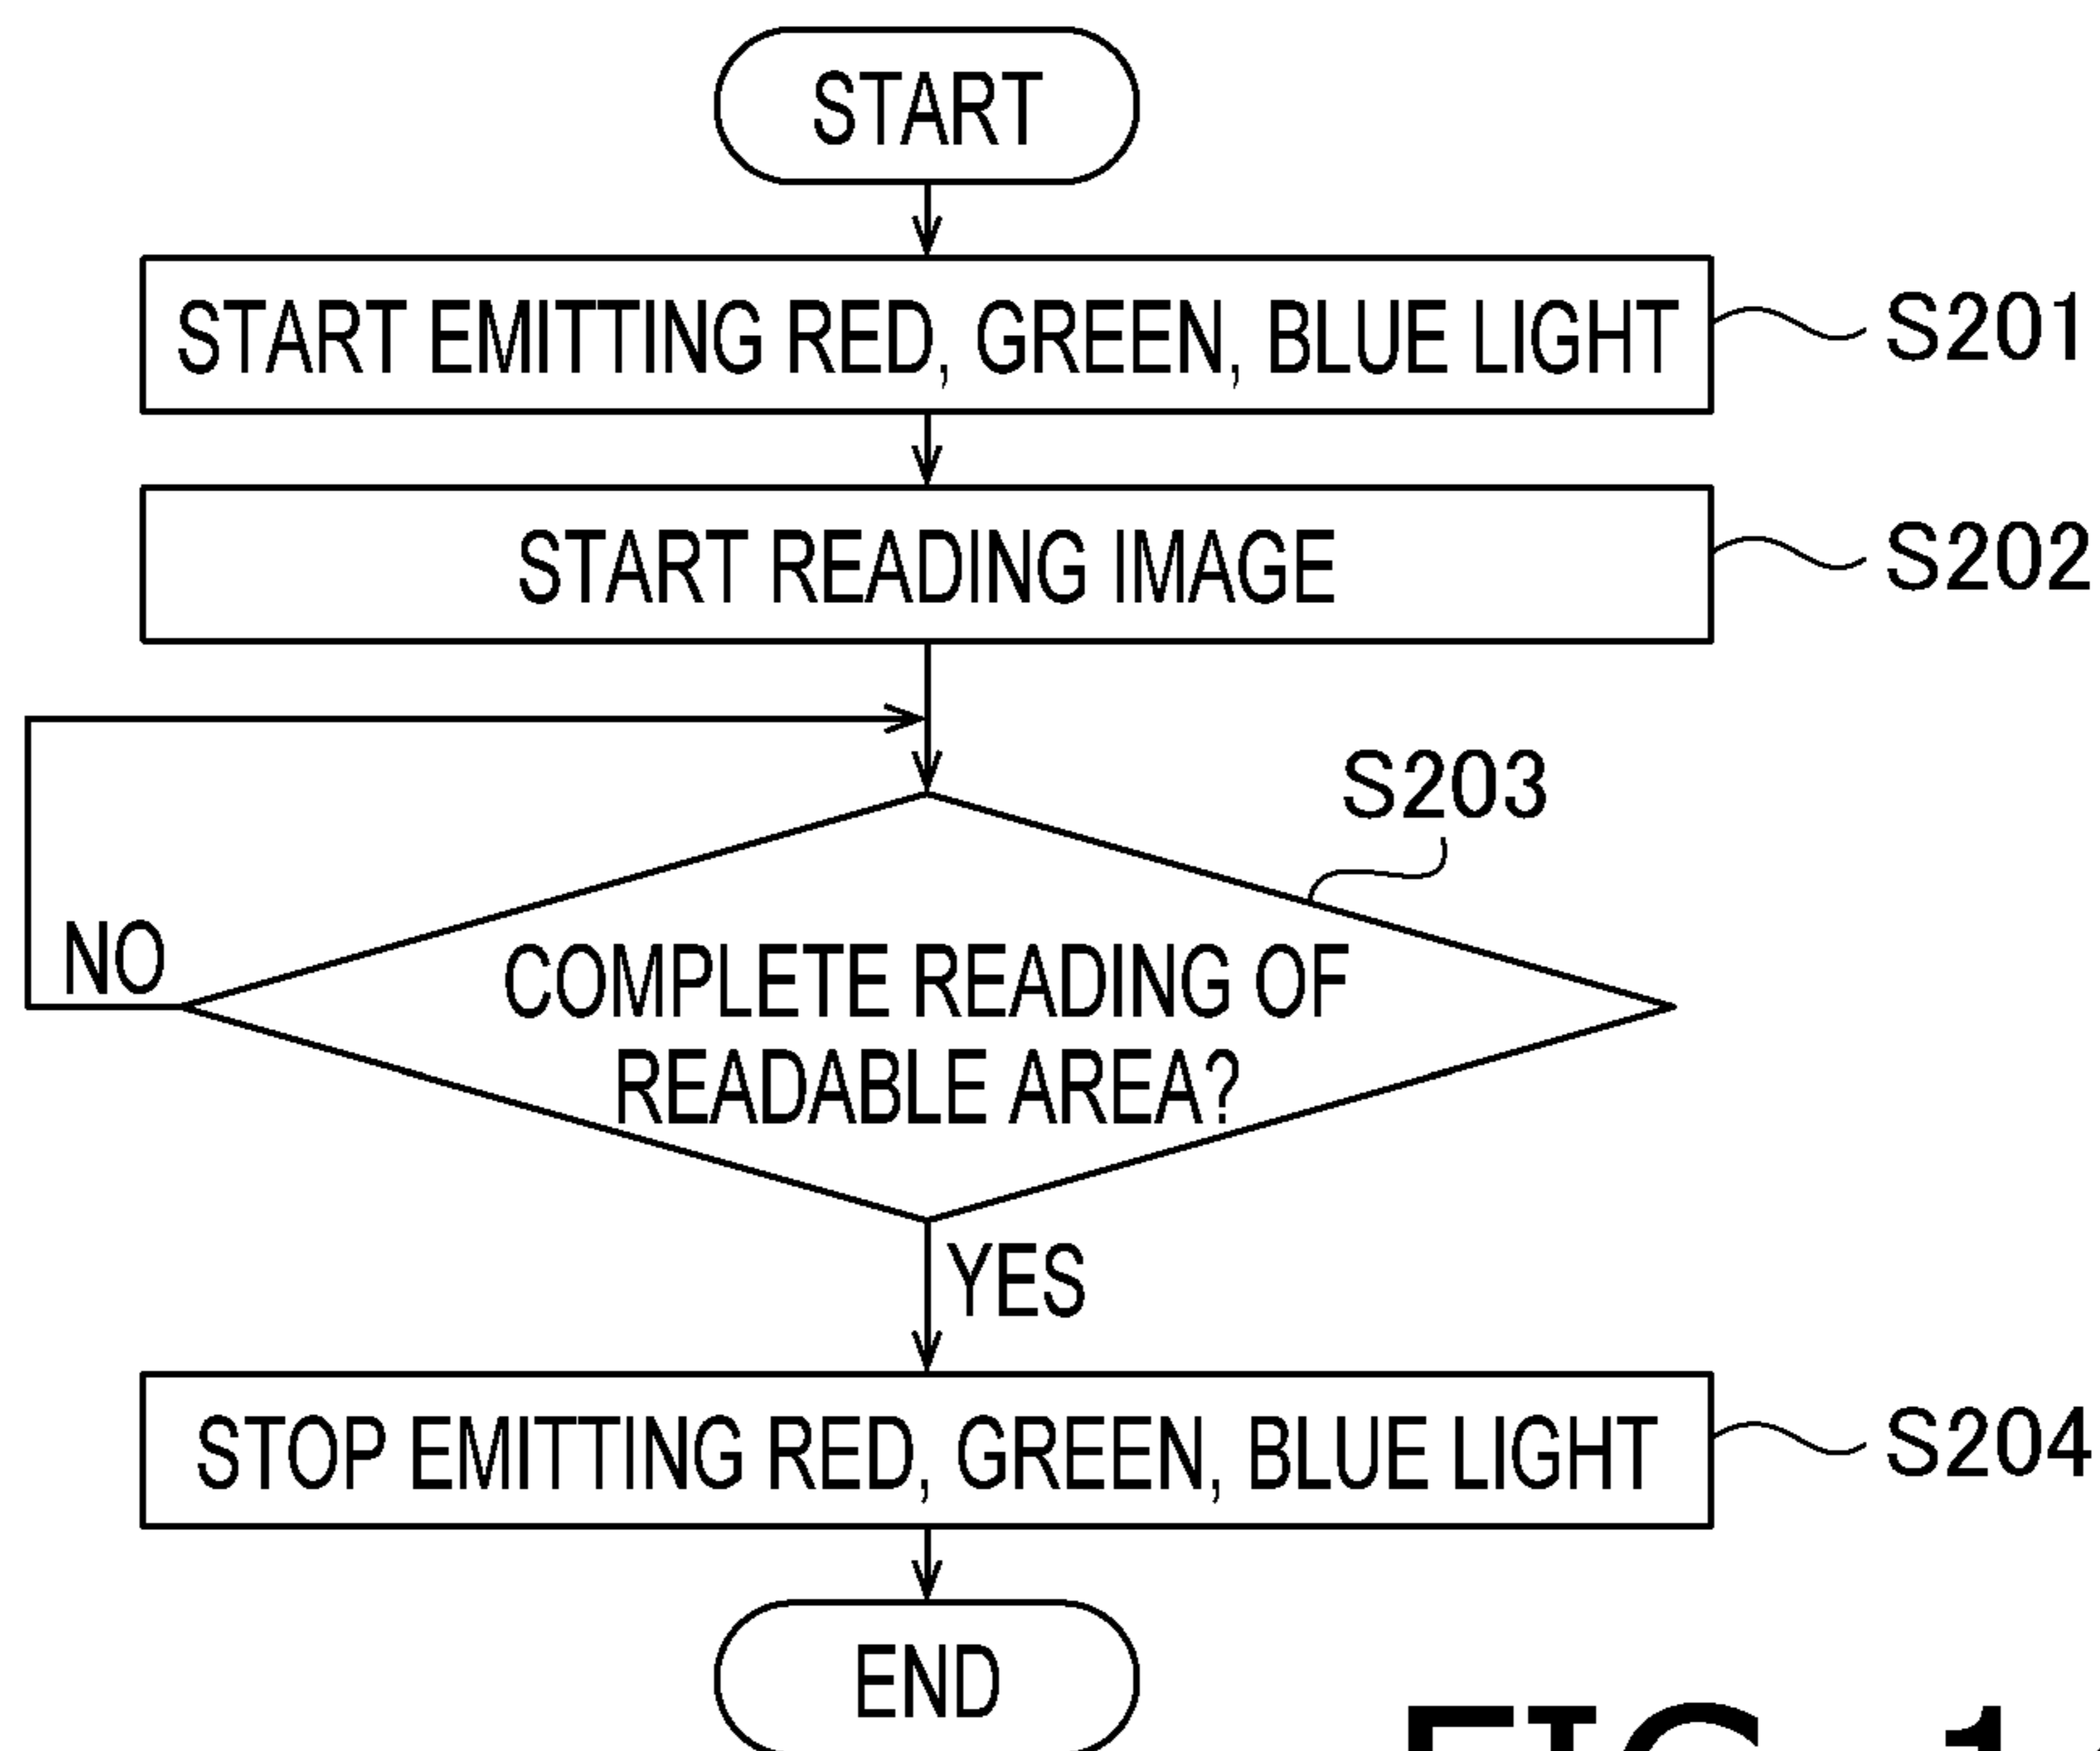 START
START EMITTING RED, GREEN, BLUE LIGHT
S201
START READING IMAGE
S202
S203
NO
COMPLETE READING OF
READABLE AREA?
YES
STOP EMITTING RED, GREEN, BLUE LIGHT
S204
END